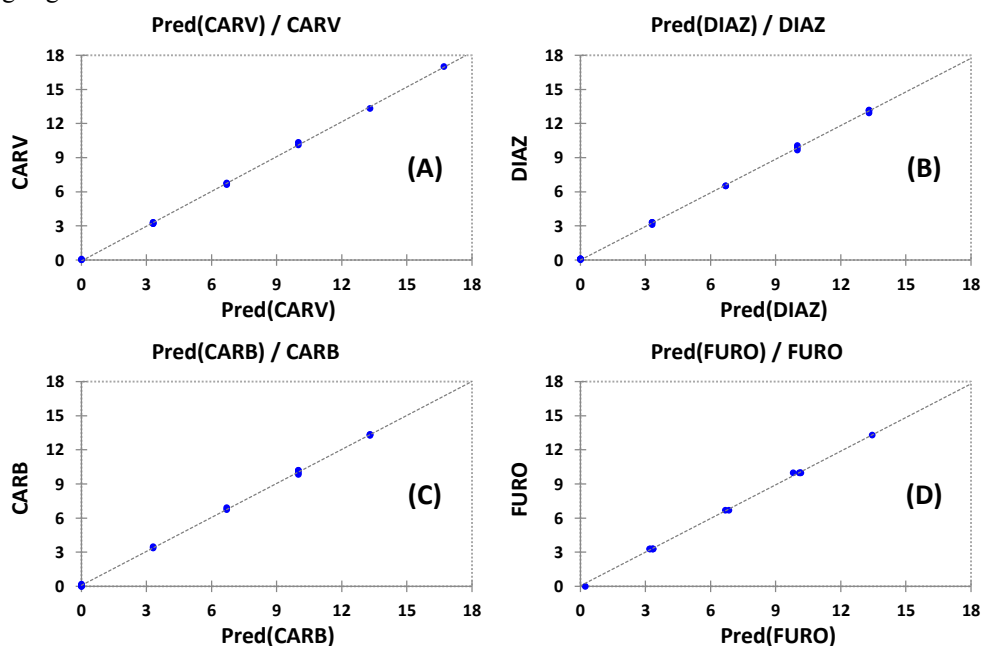 Pred(CARV) / CARV
18
15
12
9
6
3
0
CARV
(A)
0 3 6 9 12 15 18
Pred(CARV)
Pred(DIAZ) / DIAZ
18
15
12
9
6
3
0
DIAZ
(B)
0 3 6 9 12 15 18
Pred(DIAZ)
Pred(CARB) / CARB
18
15
12
9
6
3
0
CARB
(C)
0 3 6 9 12 15 18
Pred(CARB)
Pred(FURO) / FURO
18
15
12
9
6
3
0
FURO
(D)
0 3 6 9 12 15 18
Pred(FURO)